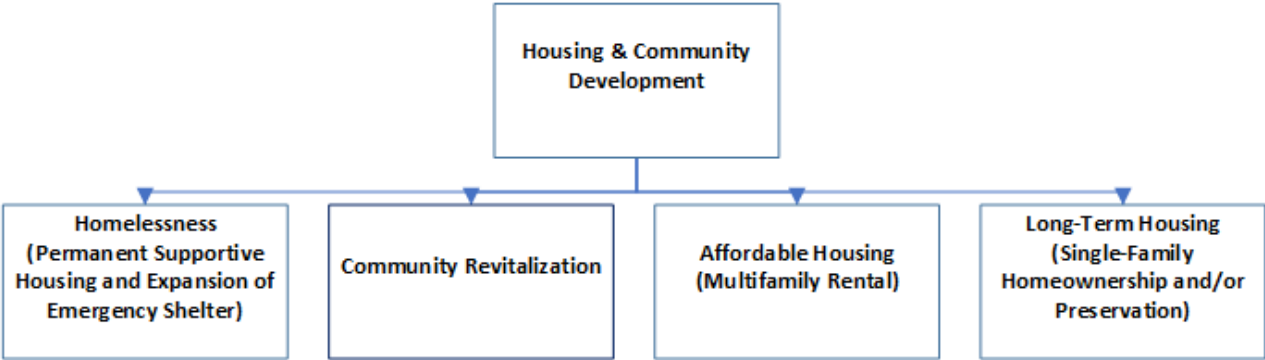 Housing & Community
Development
Homelessness
(Permanent Supportive
Housing and Expansion of
Emergency Shelter)
Community Revitalization
Affordable Housing
(Multifamily Rental)
Long-Term Housing
(Single-Family
Homeownership and/or
Preservation)